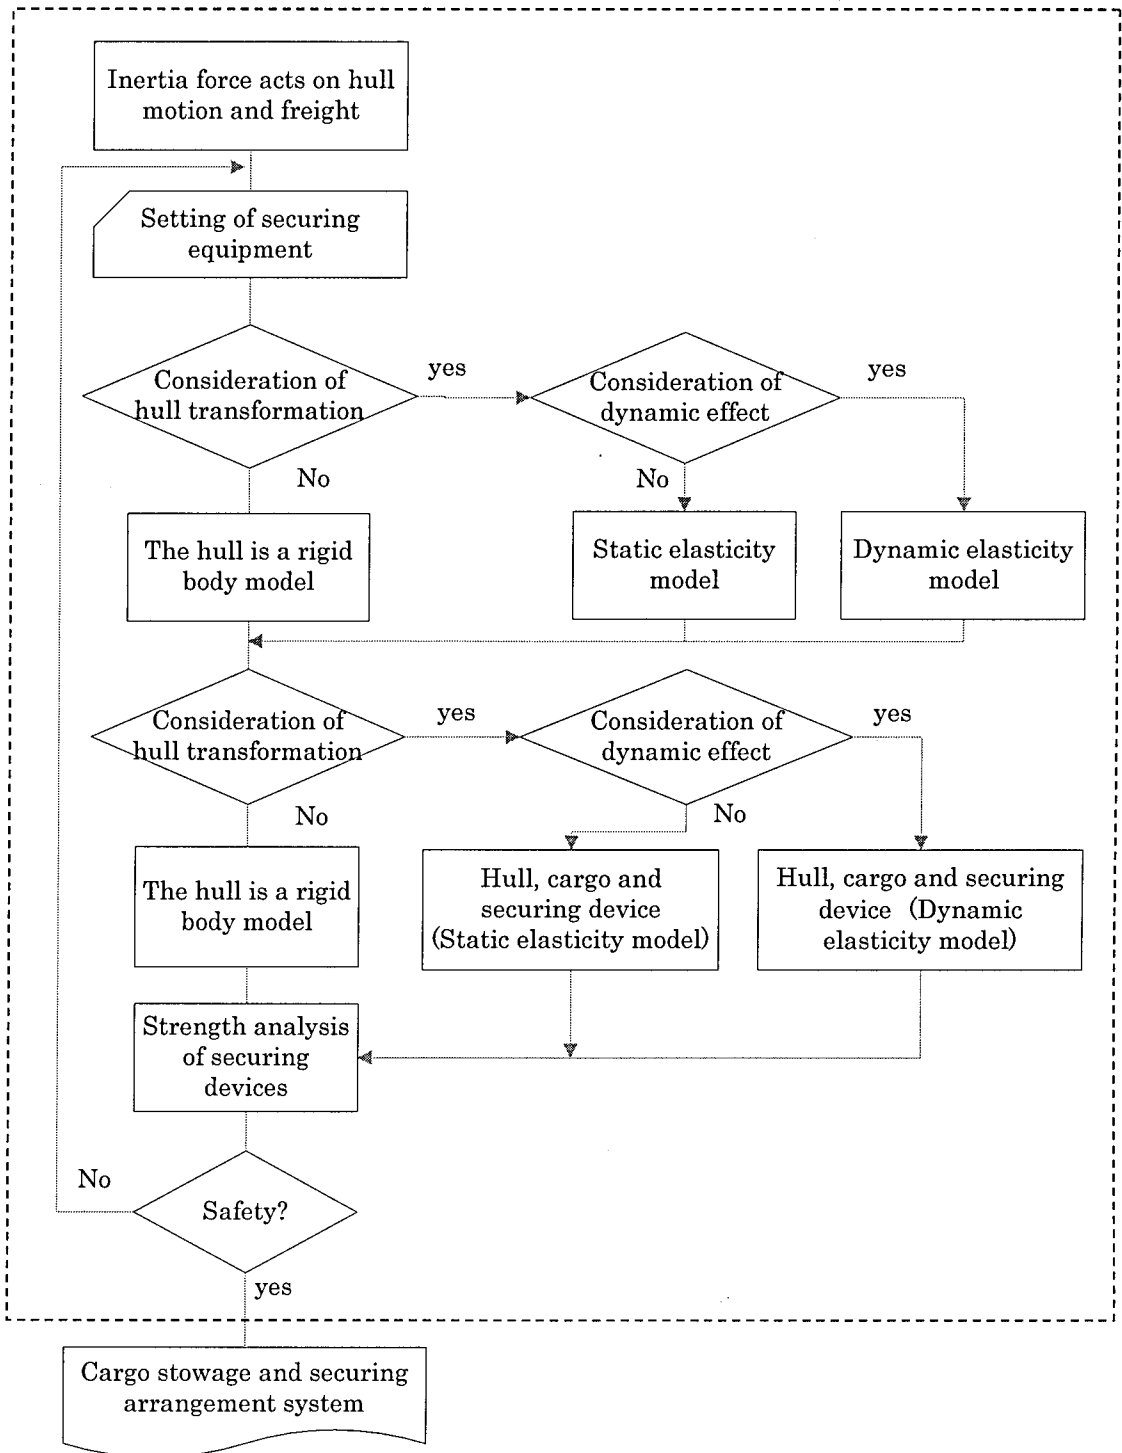 Inertia force acts on hull
motion and freight
Setting of securing
equipment
Consideration of
hull transformation
yes
Consideration of
dynamic effect
yes
No
No
The hull is a rigid
body model
Static elasticity
model
Dynamic elasticity
model
Consideration of
hull transformation
yes
Consideration of
dynamic effect
yes
No
No
The hull is a rigid
body model
Hull, cargo and
securing device
(Static elasticity model)
Hull, cargo and securing
device (Dynamic
elasticity model)
Strength analysis
of securing
devices
No
Safety?
yes
Cargo stowage and securing
arrangement system